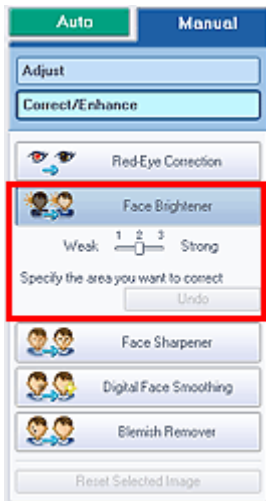 Auto Manual
Adjust
Correct/Enhance
Red-Eye Correction
Face Brightener
1 2 3
Weak Strong
Specify the area you want to correct
Undo
Face Sharpener
Digital Face Smoothing
Blemish Remover
Reset Selected Image